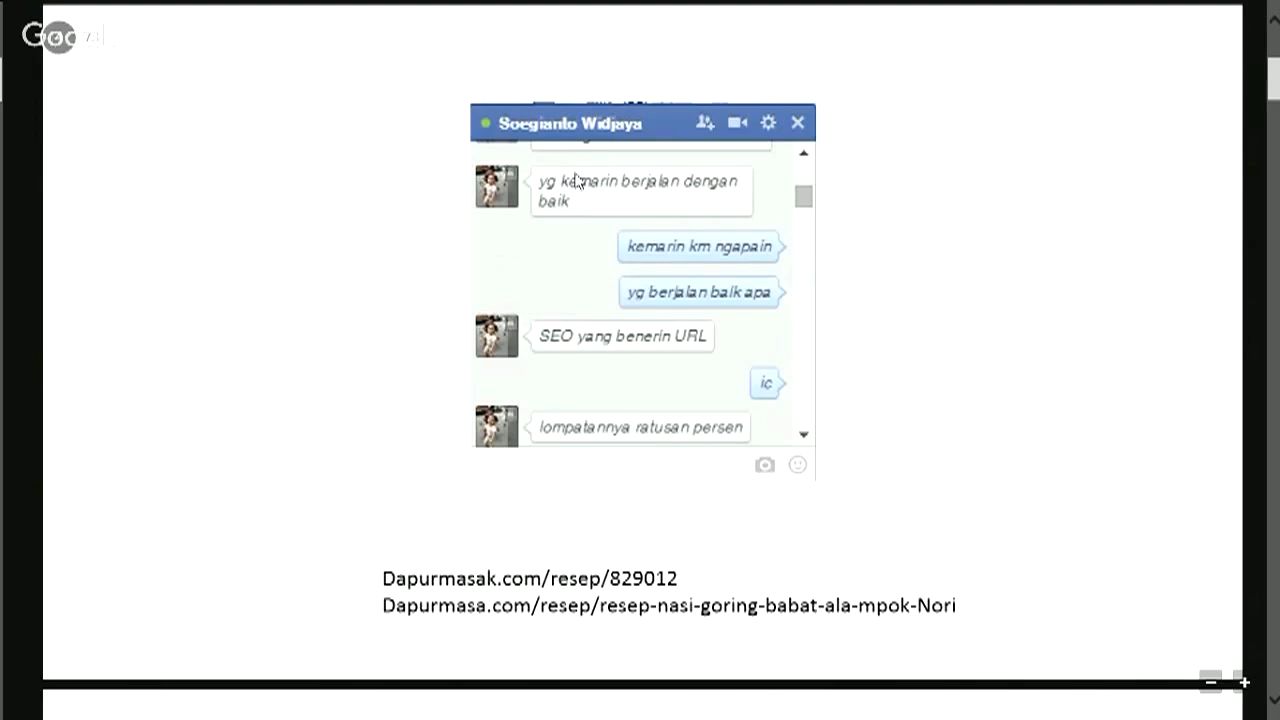 Soegianto Widjaya
yg kemarin berjalan dengan
baik
kemarin km ngapain
yg berjalan baik apa
SEO yang benerin URL
ic
lompatannya ratusan persen
Dapurmasak.com/resep/829012
Dapurmasa.com/resep/resep-nasi-goring-babat-ala-mpok-Nori